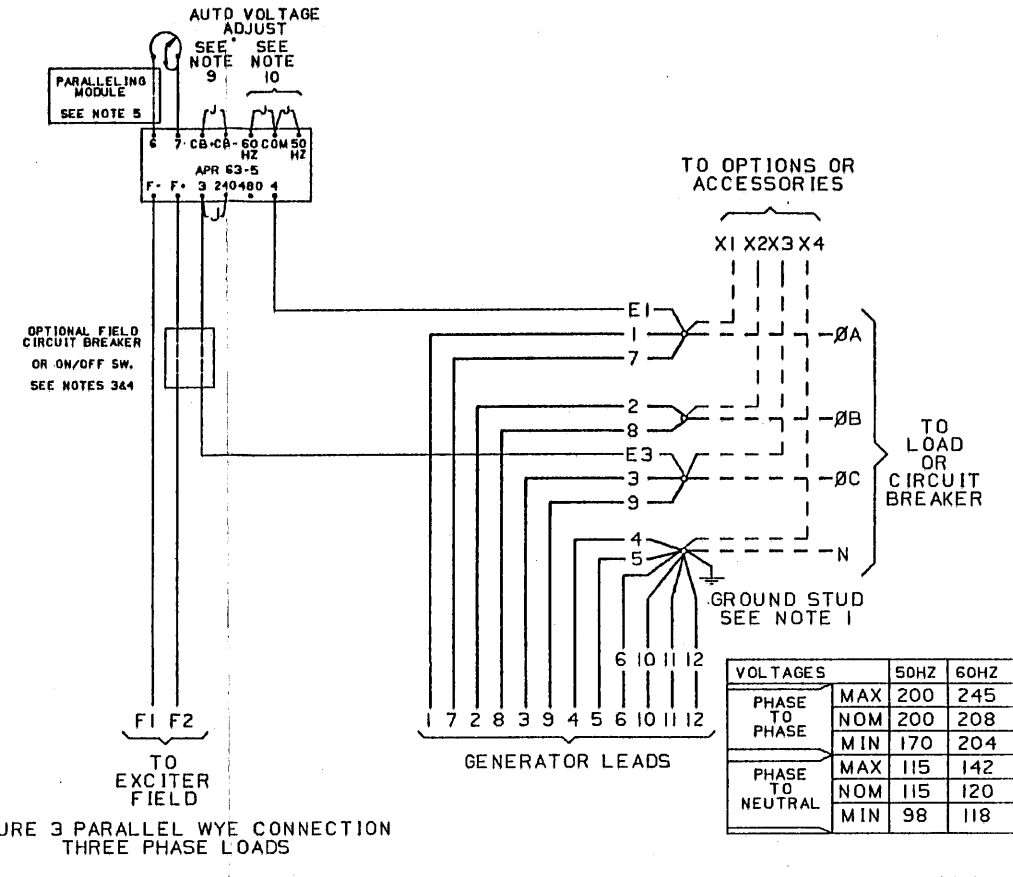 AUTO VOLTAGE
ADJUST
SEE
NOTE
9
SEE
NOTE
10
PARALLELING
MODULE
SEE NOTE 5
6 7 CB+ CB- 60 HZ COM 50 HZ
APR 63-5
F- F+ 3 240 480 4
TO OPTIONS OR
ACCESSORIES
X1 X2 X3 X4
OPTIONAL FIELD
CIRCUIT BREAKER
OR ON/OFF SW.
SEE NOTES 3&4
E1
1
7
ØA
2
8
ØB
E3
3
9
ØC
4
5
N
TO
LOAD
OR
CIRCUIT
BREAKER
GROUND STUD
SEE NOTE 1
6 10 11 12
1 7 2 8 3 9 4 5 6 10 11 12
GENERATOR LEADS
F1 F2
TO
EXCITER
FIELD
VOLTAGES 50HZ 60HZ
PHASE
TO
PHASE
MAX 200 245
NOM 200 208
MIN 170 204
PHASE
TO
NEUTRAL
MAX 115 142
NOM 115 120
MIN 98 118
URE 3 PARALLEL WYE CONNECTION
THREE PHASE LOADS